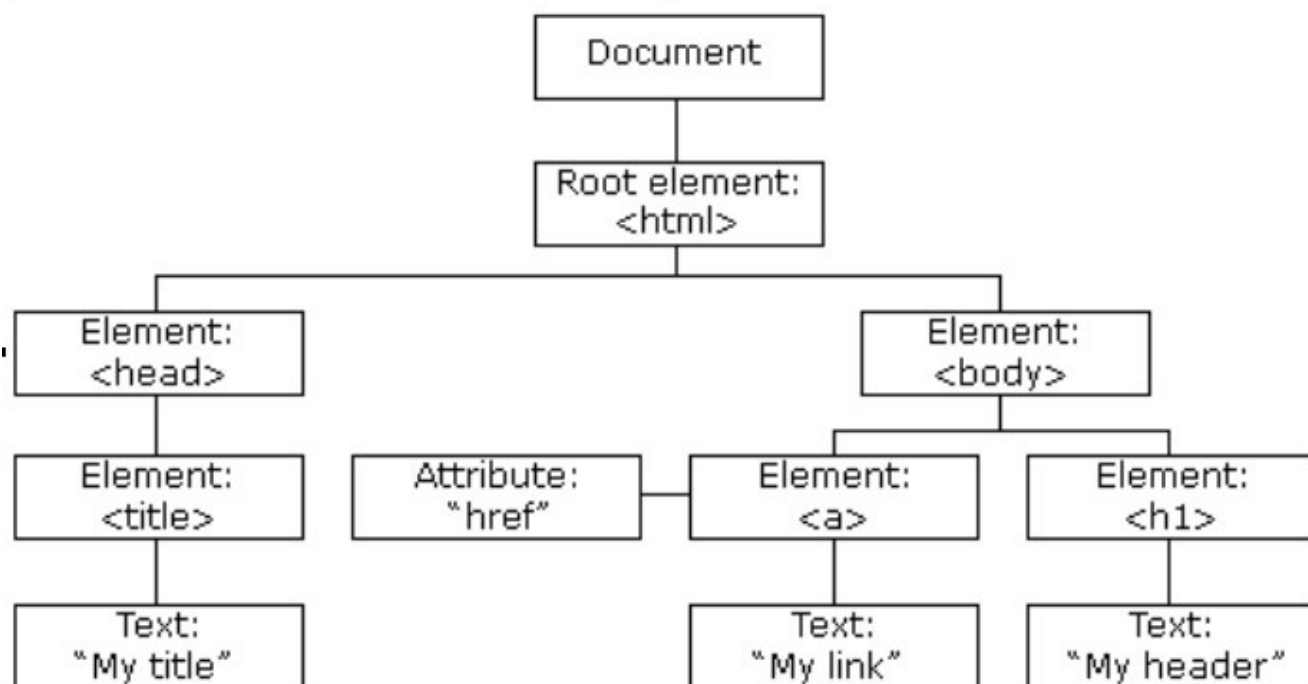 Document
Root element:
<html>
Element:
<head>
Element:
<body>
Element:
<title>
Attribute:
“href”
Element:
<a>
Element:
<h1>
Text:
“My title”
Text:
“My link”
Text:
“My header”